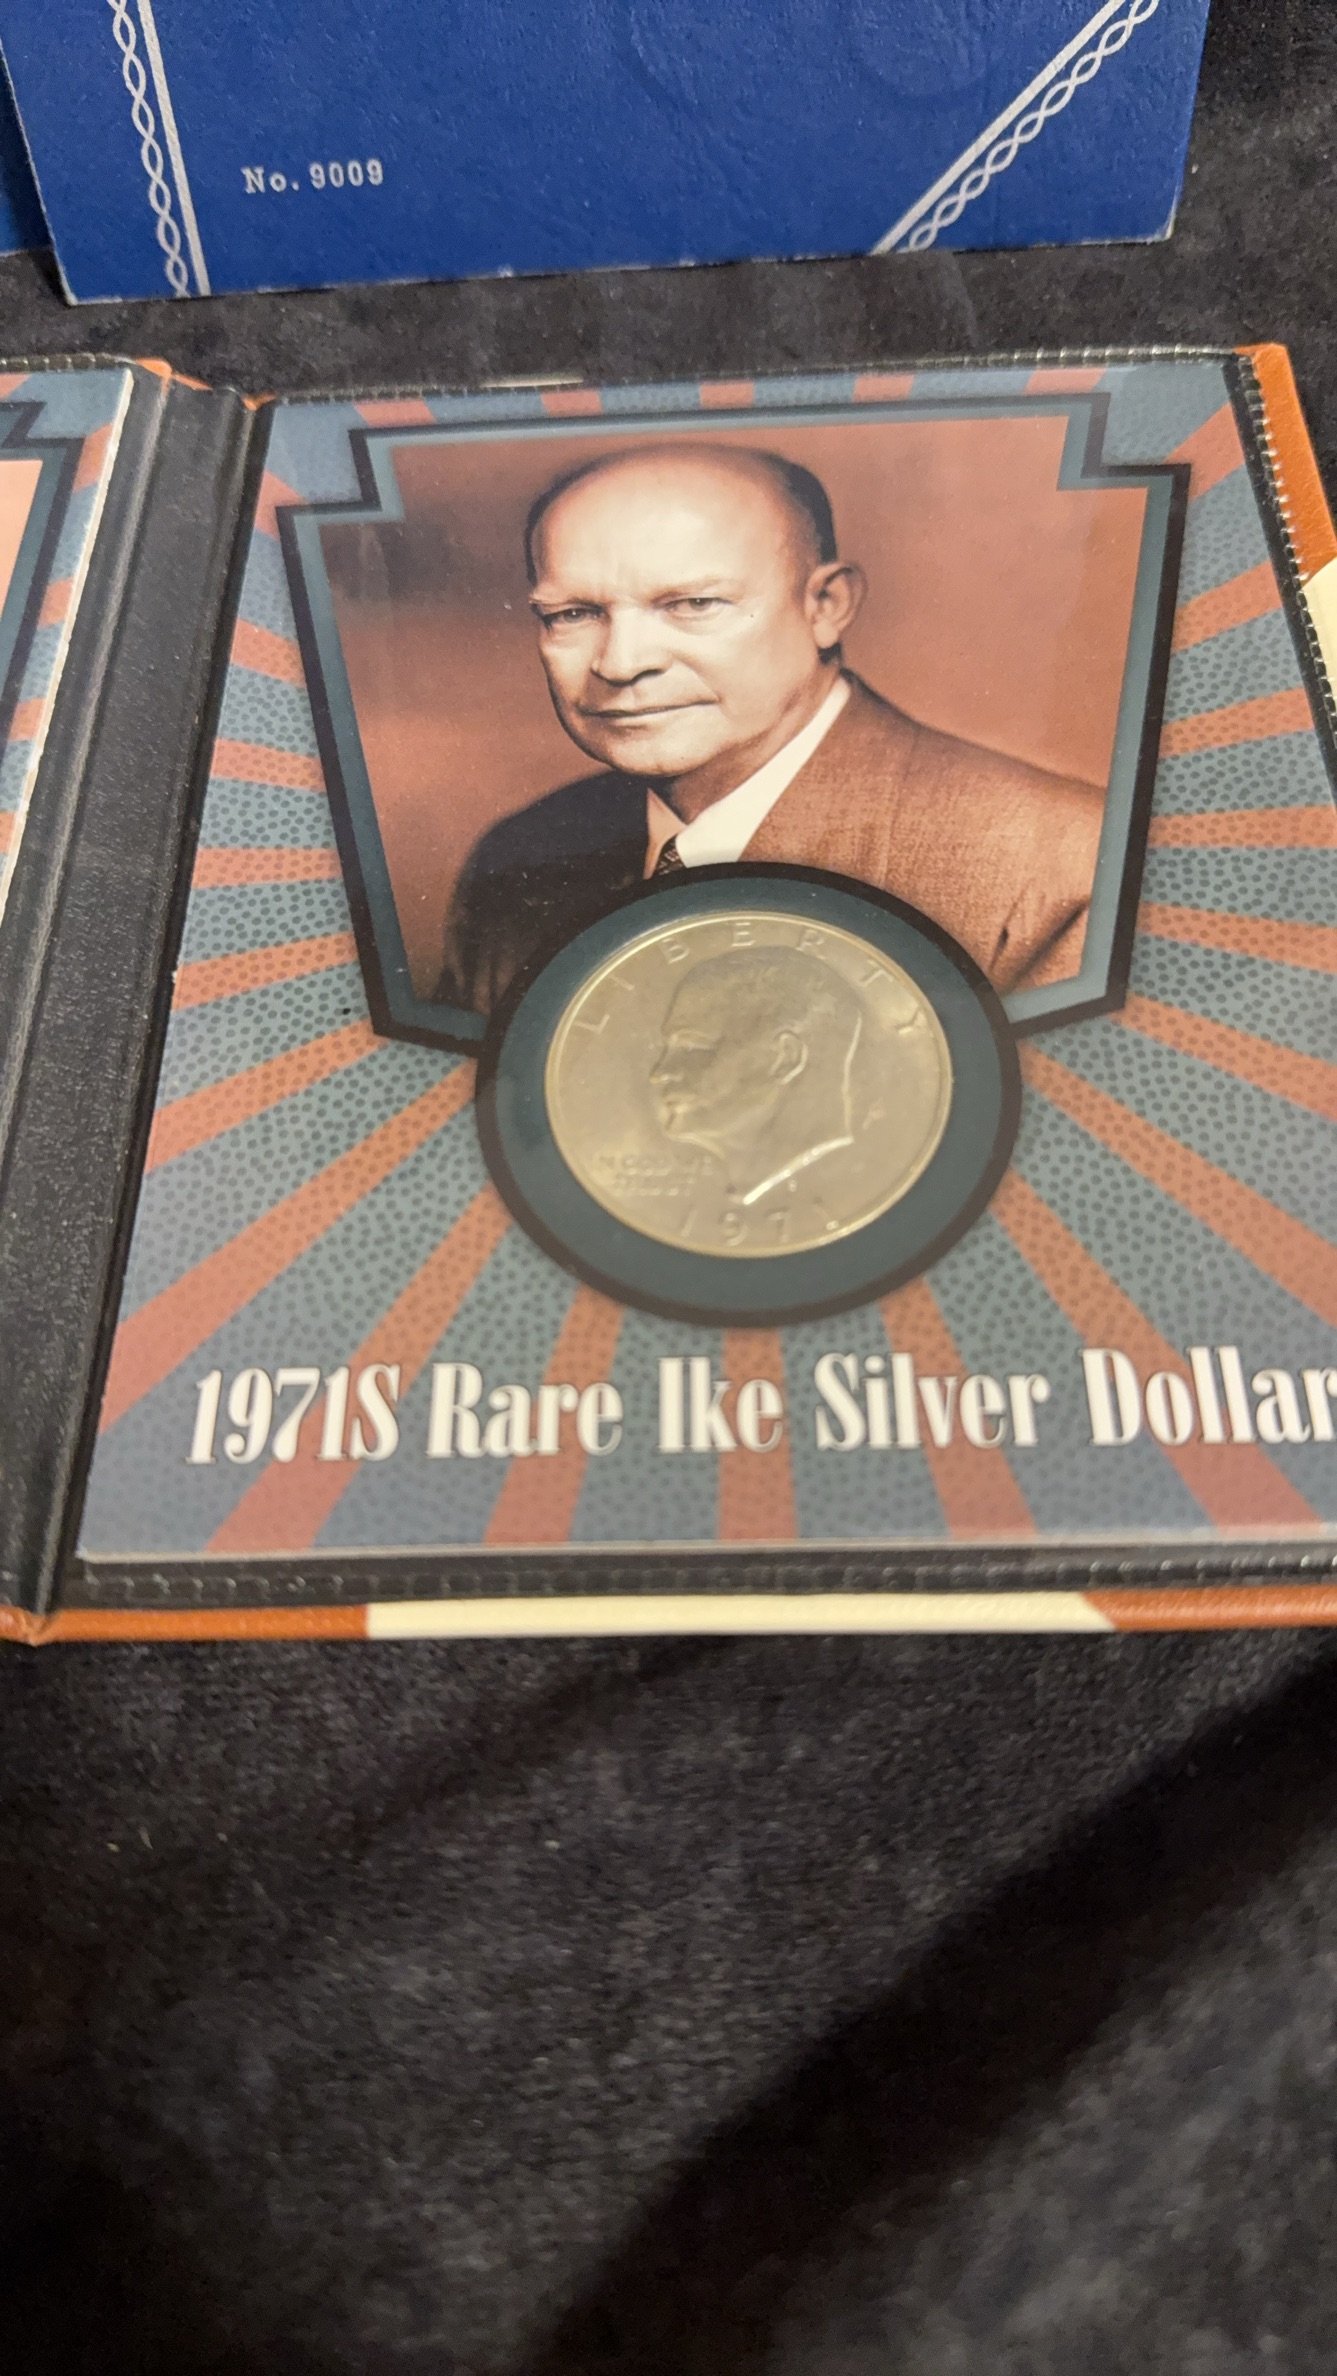 No. 9009
LIBERTY
IN GOD WE
TRUST
S
1971
1971S Rare Ike Silver Dollar